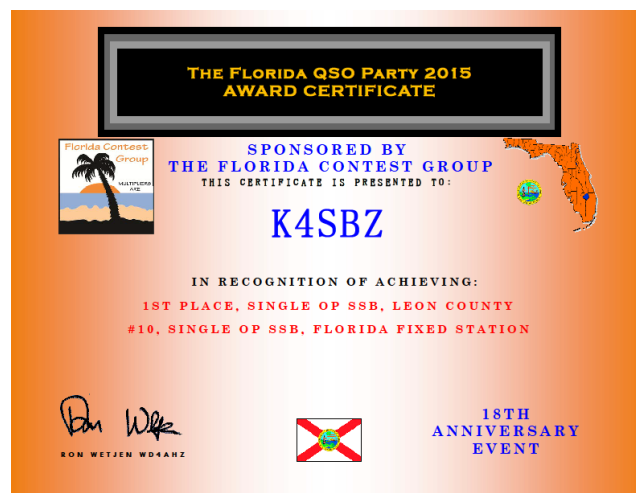 THE FLORIDA QSO PARTY 2015
AWARD CERTIFICATE
Florida Contest
Group
MULTIPLIERS
ARE
SPONSORED BY
THE FLORIDA CONTEST GROUP
THIS CERTIFICATE IS PRESENTED TO:
K4SBZ
IN RECOGNITION OF ACHIEVING:
1ST PLACE, SINGLE OP SSB, LEON COUNTY
#10, SINGLE OP SSB, FLORIDA FIXED STATION
RON WETJEN WD4AHZ
18TH
ANNIVERSARY
EVENT